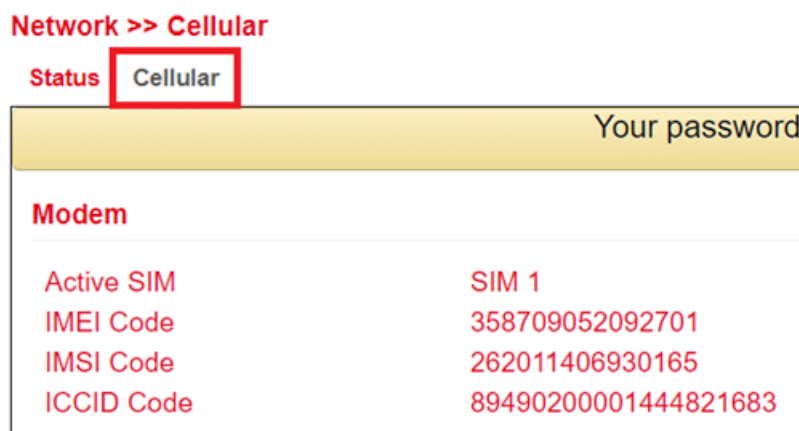 Network >> Cellular
Status Cellular
Your password
Modem
Active SIM SIM 1
IMEI Code 358709052092701
IMSI Code 262011406930165
ICCID Code 89490200001444821683